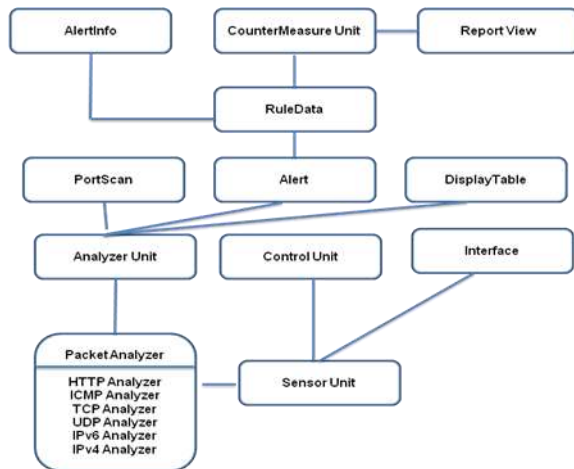 AlertInfo
CounterMeasure Unit
Report View
RuleData
PortScan
Alert
DisplayTable
Analyzer Unit
Control Unit
Interface
Packet Analyzer
HTTP Analyzer
ICMP Analyzer
TCP Analyzer
UDP Analyzer
IPv6 Analyzer
IPv4 Analyzer
Sensor Unit